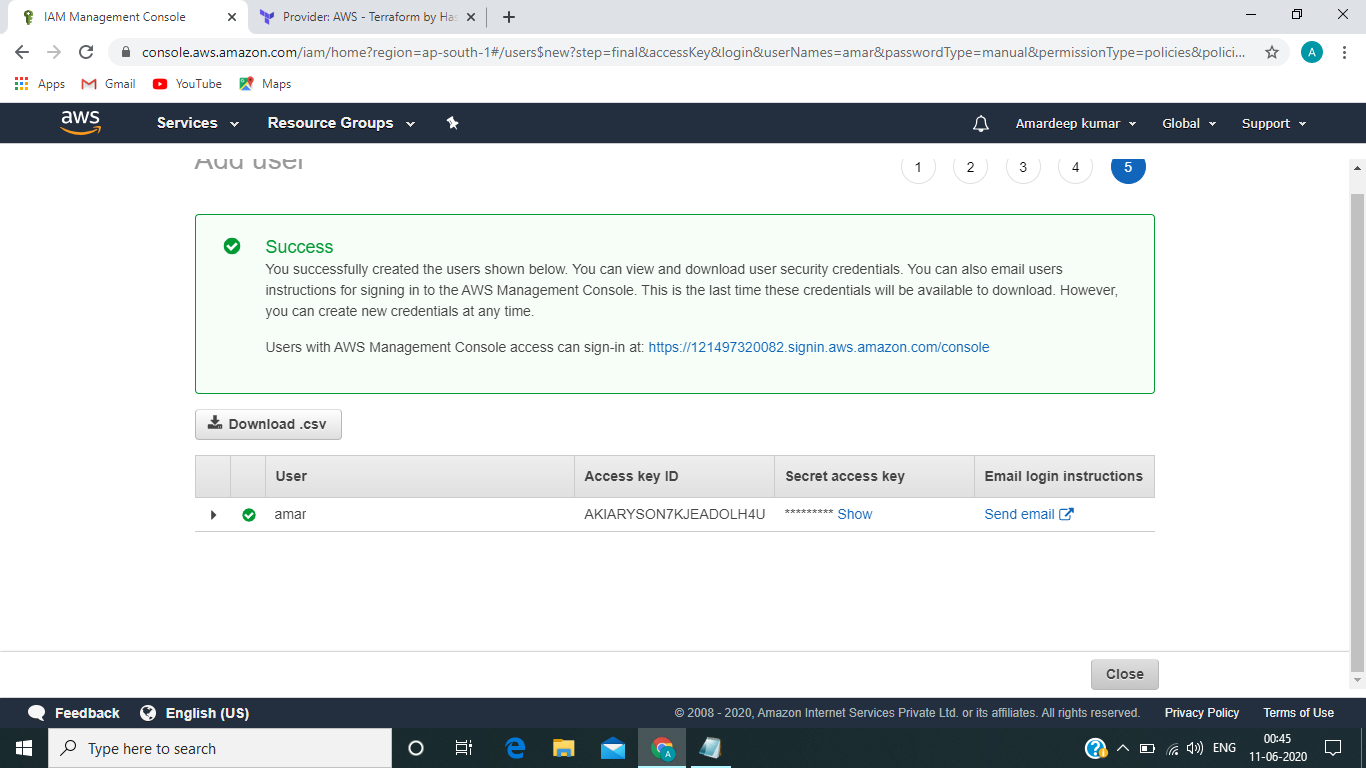 IAM Management Console
Provider: AWS - Terraform by Has
console.aws.amazon.com/iam/home?region=ap-south-1#/users$new?step=final&accessKey&login&userNames=amar&passwordType=manual&permissionType=policies&polici...
A
Apps Gmail YouTube Maps
aws Services Resource Groups Amardeep kumar Global Support
Add user 1 2 3 4 5
Success
You successfully created the users shown below. You can view and download user security credentials. You can also email users
instructions for signing in to the AWS Management Console. This is the last time these credentials will be available to download. However,
you can create new credentials at any time.
Users with AWS Management Console access can sign-in at: https://121497320082.signin.aws.amazon.com/console
Download .csv
User Access key ID Secret access key Email login instructions
amar AKIARYSON7KJEADOLH4U ********* Show Send email
Close
Feedback English (US) © 2008 - 2020, Amazon Internet Services Private Ltd. or its affiliates. All rights reserved. Privacy Policy Terms of Use
Type here to search A ENG 00:45
11-06-2020